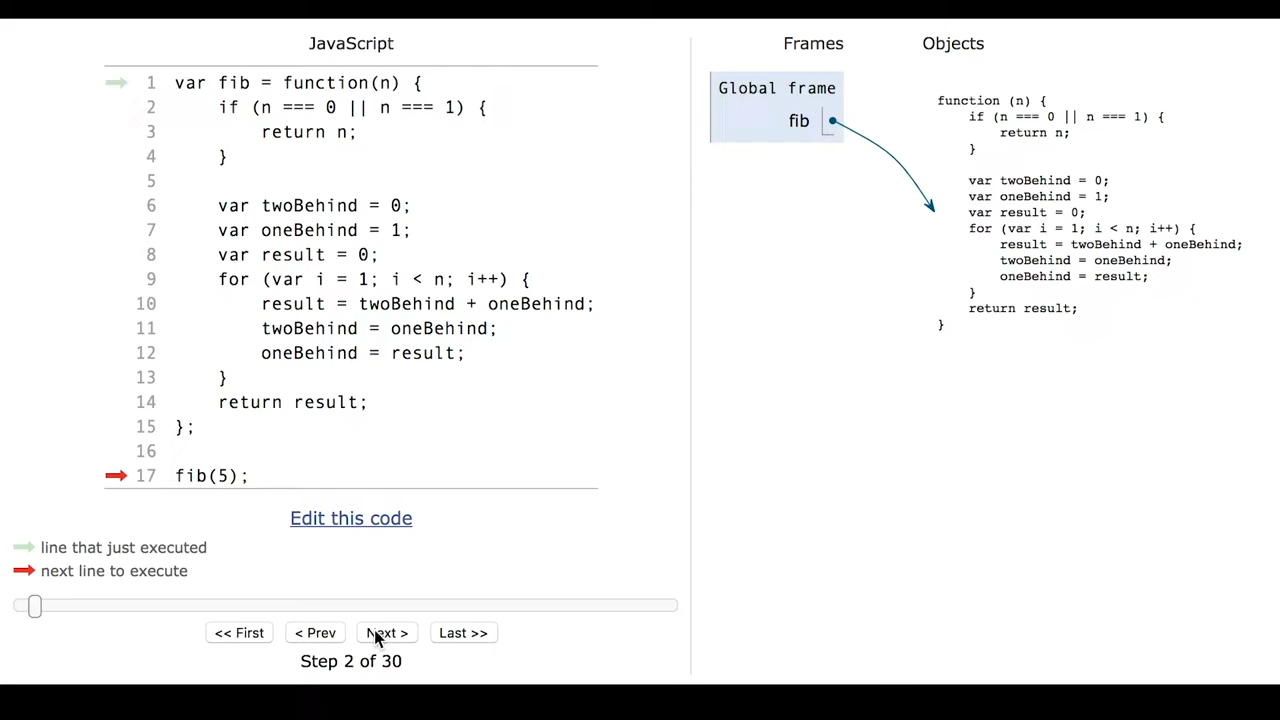 JavaScript
1 var fib = function(n) {
2 if (n === 0 || n === 1) {
3 return n;
4 }
5
6 var twoBehind = 0;
7 var oneBehind = 1;
8 var result = 0;
9 for (var i = 1; i < n; i++) {
10 result = twoBehind + oneBehind;
11 twoBehind = oneBehind;
12 oneBehind = result;
13 }
14 return result;
15 };
16
17 fib(5);
Edit this code
line that just executed
next line to execute
<< First < Prev Next > Last >>
Step 2 of 30
Frames Objects
Global frame
fib
function (n) {
if (n === 0 || n === 1) {
return n;
}
var twoBehind = 0;
var oneBehind = 1;
var result = 0;
for (var i = 1; i < n; i++) {
result = twoBehind + oneBehind;
twoBehind = oneBehind;
oneBehind = result;
}
return result;
}